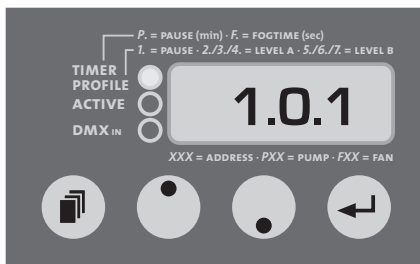 P. = PAUSE (min) · F. = FOGTIME (sec)
1. = PAUSE · 2./3./4. = LEVEL A · 5./6./7. = LEVEL B
TIMER
PROFILE
ACTIVE
DMX IN
1.0.1
XXX = ADDRESS · PXX = PUMP · FXX = FAN